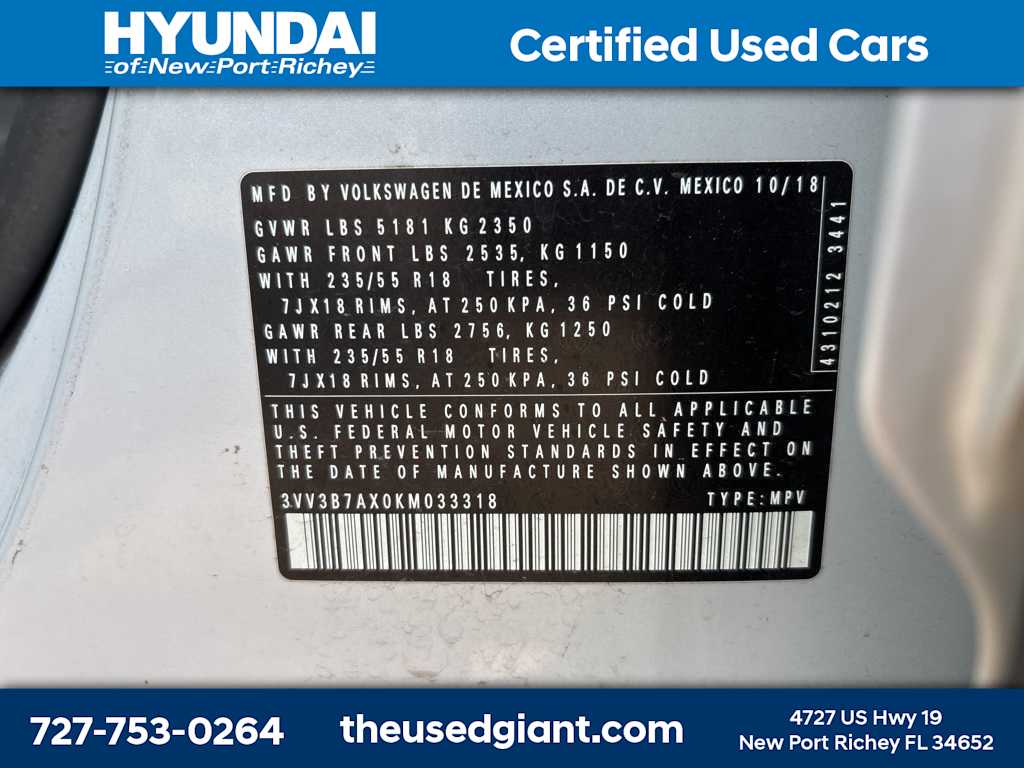 HYUNDAI
of New Port Richey
Certified Used Cars
MFD BY VOLKSWAGEN DE MEXICO S.A. DE C.V. MEXICO 10/18
GVWR LBS 5181 KG 2350
GAWR FRONT LBS 2535, KG 1150
WITH 235/55 R18 TIRES,
7JX18 RIMS, AT 250 KPA, 36 PSI COLD
GAWR REAR LBS 2756, KG 1250
WITH 235/55 R18 TIRES,
7JX18 RIMS, AT 250 KPA, 36 PSI COLD
4310212 3441
THIS VEHICLE CONFORMS TO ALL APPLICABLE
U.S. FEDERAL MOTOR VEHICLE SAFETY AND
THEFT PREVENTION STANDARDS IN EFFECT ON
THE DATE OF MANUFACTURE SHOWN ABOVE.
3VV3B7AX0KM033318 TYPE: MPV
727-753-0264
theusedgiant.com
4727 US Hwy 19
New Port Richey FL 34652